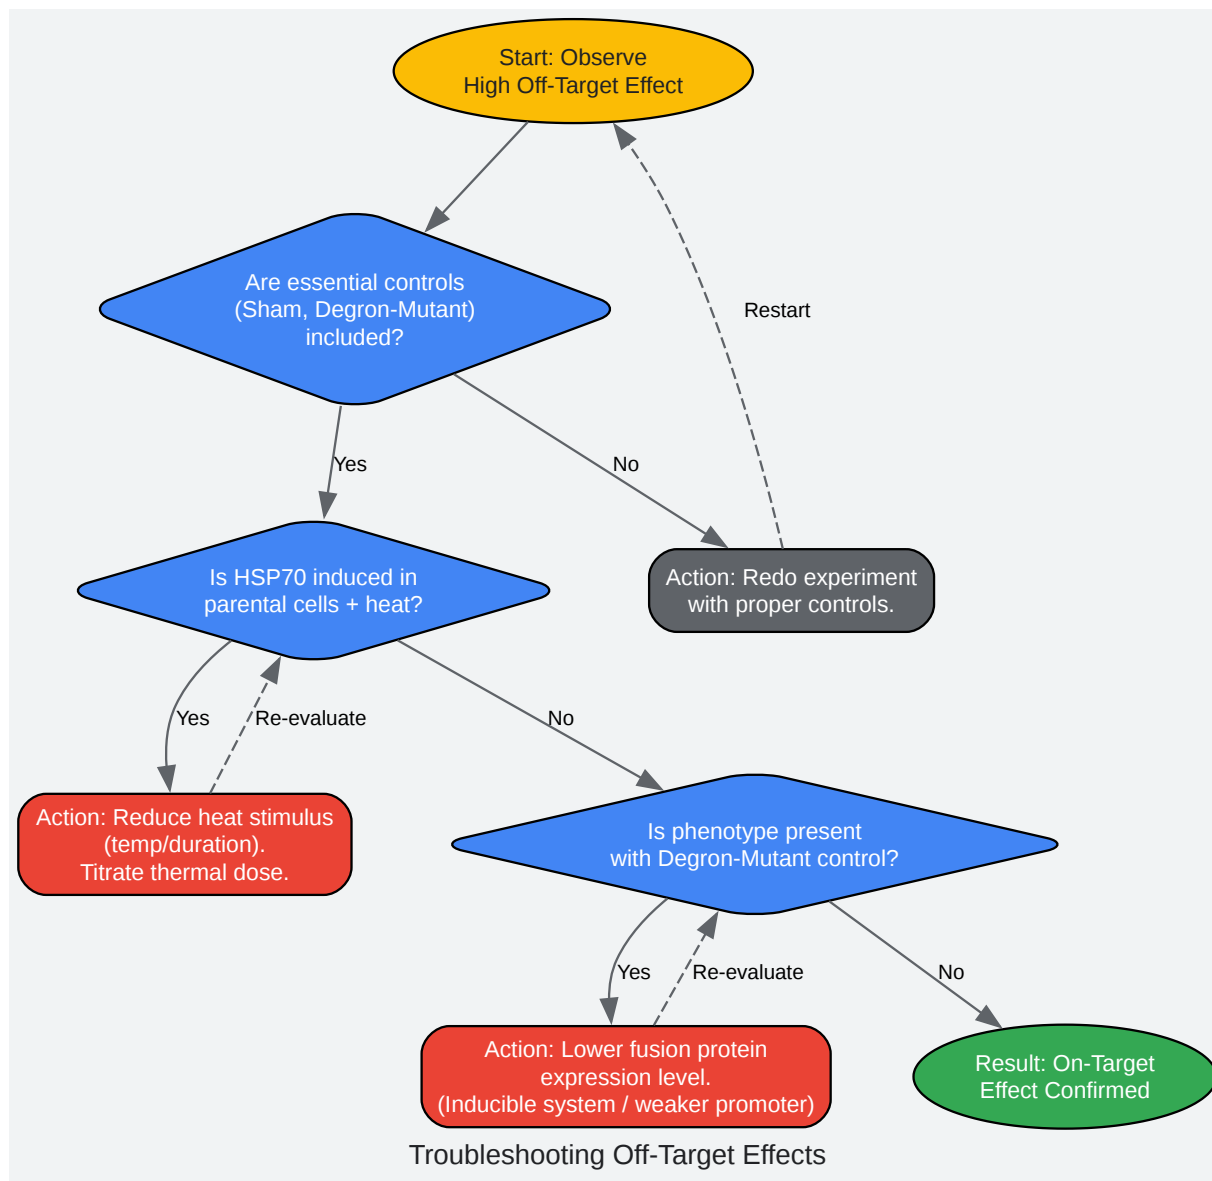 Start: Observe
High Off-Target Effect
Are essential controls
(Sham, Degron-Mutant)
included?
Restart
Yes
No
Is HSP70 induced in
parental cells + heat?
Action: Redo experiment
with proper controls.
Yes
Re-evaluate
No
Action: Reduce heat stimulus
(temp/duration).
Titrate thermal dose.
Is phenotype present
with Degron-Mutant control?
Yes
Re-evaluate
No
Action: Lower fusion protein
expression level.
(Inducible system / weaker promoter)
Result: On-Target
Effect Confirmed
Troubleshooting Off-Target Effects